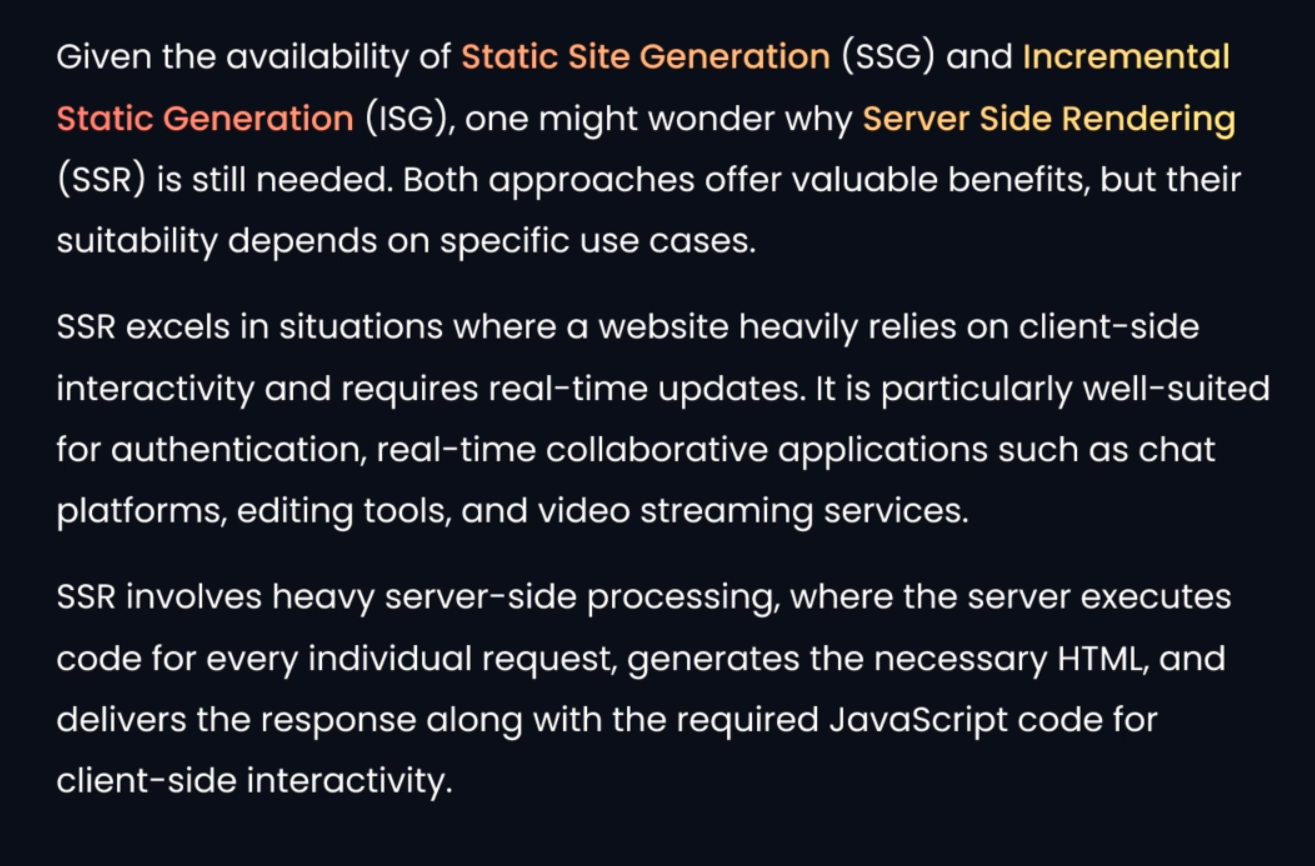 Given the availability of Static Site Generation (SSG) and Incremental
Static Generation (ISG), one might wonder why Server Side Rendering
(SSR) is still needed. Both approaches offer valuable benefits, but their
suitability depends on specific use cases.
SSR excels in situations where a website heavily relies on client-side
interactivity and requires real-time updates. It is particularly well-suited
for authentication, real-time collaborative applications such as chat
platforms, editing tools, and video streaming services.
SSR involves heavy server-side processing, where the server executes
code for every individual request, generates the necessary HTML, and
delivers the response along with the required JavaScript code for
client-side interactivity.